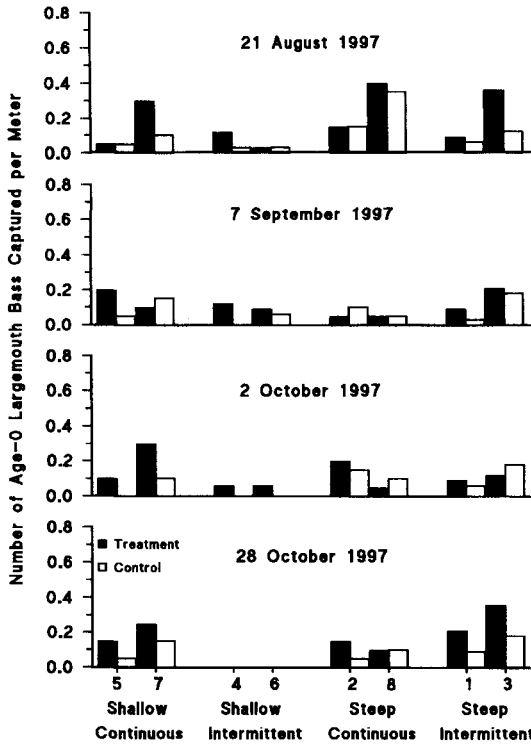 Number of Age-0 Largemouth Bass Captured per Meter
21 August 1997
0.8
0.6
0.4
0.2
0.0
7 September 1997
0.8
0.6
0.4
0.2
0.0
2 October 1997
0.8
0.6
0.4
0.2
0.0
28 October 1997
0.8
0.6
0.4
0.2
0.0
Treatment
Control
5 7 4 6 2 8 1 3
Shallow Shallow Steep Steep
Continuous Intermittent Continuous Intermittent